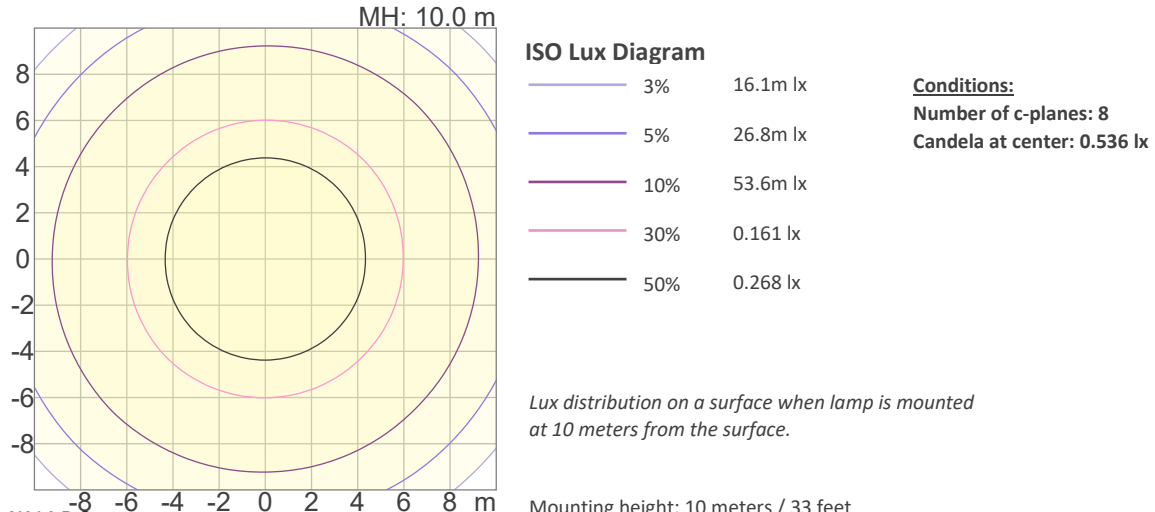 MH: 10.0 m
8
6
4
2
0
-2
-4
-6
-8
-8 -6 -4 -2 0 2 4 6 8 m
ISO Lux Diagram
3% 16.1m lx
5% 26.8m lx
10% 53.6m lx
30% 0.161 lx
50% 0.268 lx
Conditions:
Number of c-planes: 8
Candela at center: 0.536 lx
Lux distribution on a surface when lamp is mounted
at 10 meters from the surface.
Mounting height: 10 meters / 33 feet